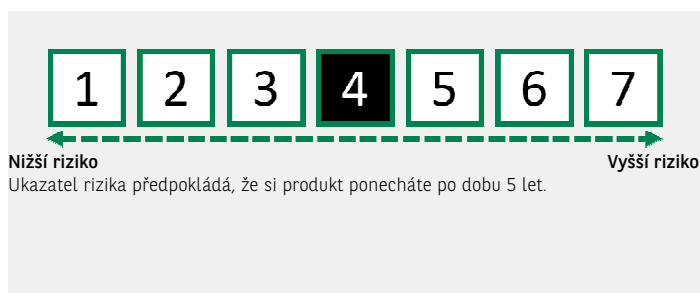 1 2 3 4 5 6 7
Nižší riziko Vyšší riziko
Ukazatel rizika předpokládá, že si produkt ponecháte po dobu 5 let.